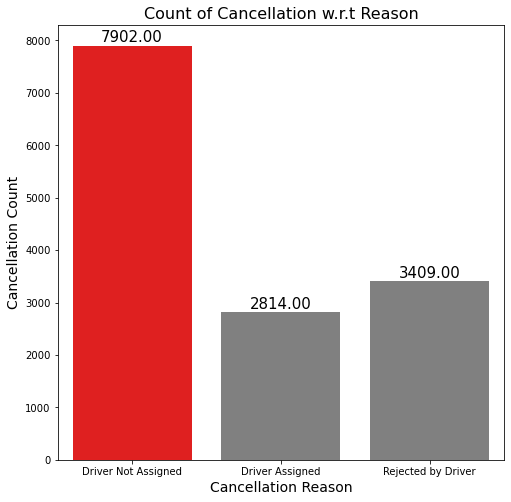 Count of Cancellation w.r.t Reason
7902.00
8000
7000
6000
5000
4000
3000
2000
1000
0
3409.00
2814.00
Cancellation Count
Driver Not Assigned
Driver Assigned
Rejected by Driver
Cancellation Reason